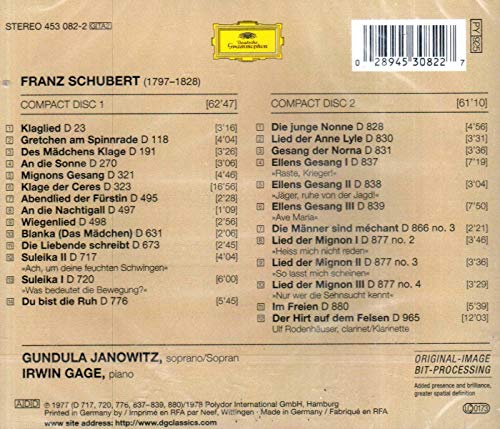 STEREO 453 082-2 GTA2
Deutsche
Grammophon
PY 925
0 28945 30822 7
FRANZ SCHUBERT (1797–1828)
COMPACT DISC 1 [62'47]
1 Klaglied D 23 [3'16]
2 Gretchen am Spinnrade D 118 [4'04]
3 Des Mädchens Klage D 191 [3'26]
4 An die Sonne D 270 [3'06]
5 Mignons Gesang D 321 [4'46]
6 Klage der Ceres D 323 [16'56]
7 Abendlied der Fürstin D 495 [2'28]
8 An die Nachtigall D 497 [1'09]
9 Wiegenlied D 498 [2'56]
10 Blanka (Das Mädchen) D 631 [2'31]
11 Die Liebende schreibt D 673 [2'45]
12 Suleika II D 717 [4'04]
»Ach, um deine feuchten Schwingen«
13 Suleika I D 720 [6'00]
»Was bedeutet die Bewegung?«
14 Du bist die Ruh D 776 [5'45]
COMPACT DISC 2 [61'10]
1 Die junge Nonne D 828 [4'56]
2 Lied der Anne Lyle D 830 [3'31]
3 Gesang der Norna D 831 [3'36]
4 Ellens Gesang I D 837 [7'19]
»Raste, Krieger!«
5 Ellens Gesang II D 838 [3'04]
»Jäger, ruhe von der Jagd!«
6 Ellens Gesang III D 839 [7'50]
»Ave Maria«
7 Die Männer sind méchant D 866 no. 3 [2'21]
8 Lied der Mignon I D 877 no. 2 [3'46]
»Heiss mich nicht reden«
9 Lied der Mignon II D 877 no. 3 [3'36]
»So lasst mich scheinen«
10 Lied der Mignon III D 877 no. 4 [3'29]
»Nur wer die Sehnsucht kennt«
11 Im Freien D 880 [5'39]
12 Der Hirt auf dem Felsen D 965 [12'03]
Ulf Rodenhäuser, clarinet/Klarinette
GUNDULA JANOWITZ, soprano/Sopran
IRWIN GAGE, piano
ORIGINAL-IMAGE
BIT-PROCESSING
Added presence and brilliance,
greater spatial definition
ADD ℗ 1977 (D 717, 720, 776, 837–839, 880) 1978 Polydor International GmbH, Hamburg
Printed in Germany by / Imprimé en RFA par Neef, Wittingen · Made in Germany / Fabriqué en RFA
www site address: http://www.dgclassics.com
LC 0173